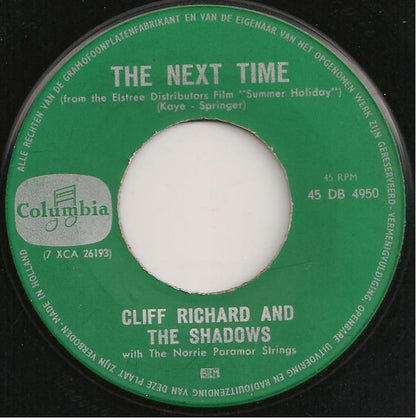 ALLE RECHTEN VAN DE GRAMOFOONPLATENFABRIKANT EN VAN DE EIGENAAR VAN HET OPGENOMEN WERK ZIJN GERESERVEERD. VERMENIGVULDIGING, OPENBARE UITVOERING EN RADIOUITZENDING VAN DEZE PLAAT ZIJN VERBODEN
MADE IN HOLLAND
THE NEXT TIME
(from the Elstree Distributors Film "Summer Holiday")
(Kaye - Springer)
45 RPM
45 DB 4950
Columbia
(7 XCA 26193)
CLIFF RICHARD AND
THE SHADOWS
with The Norrie Paramor Strings